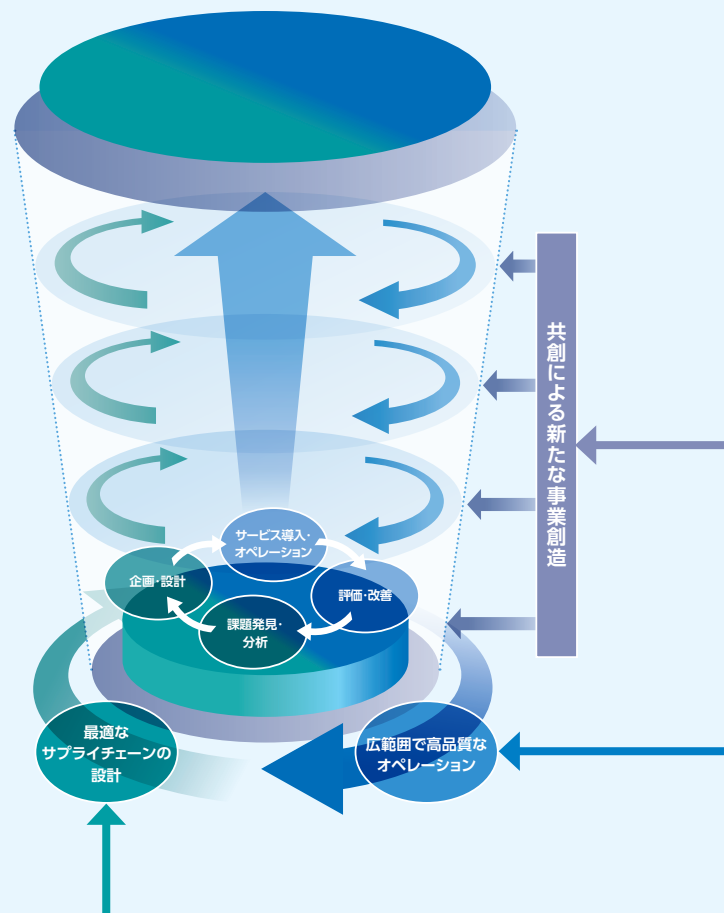 共創による新たな事業創造
サービス導入・
オペレーション
企画・設計
評価・改善
課題発見・
分析
最適な
サプライチェーンの
設計
広範囲で高品質な
オペレーション